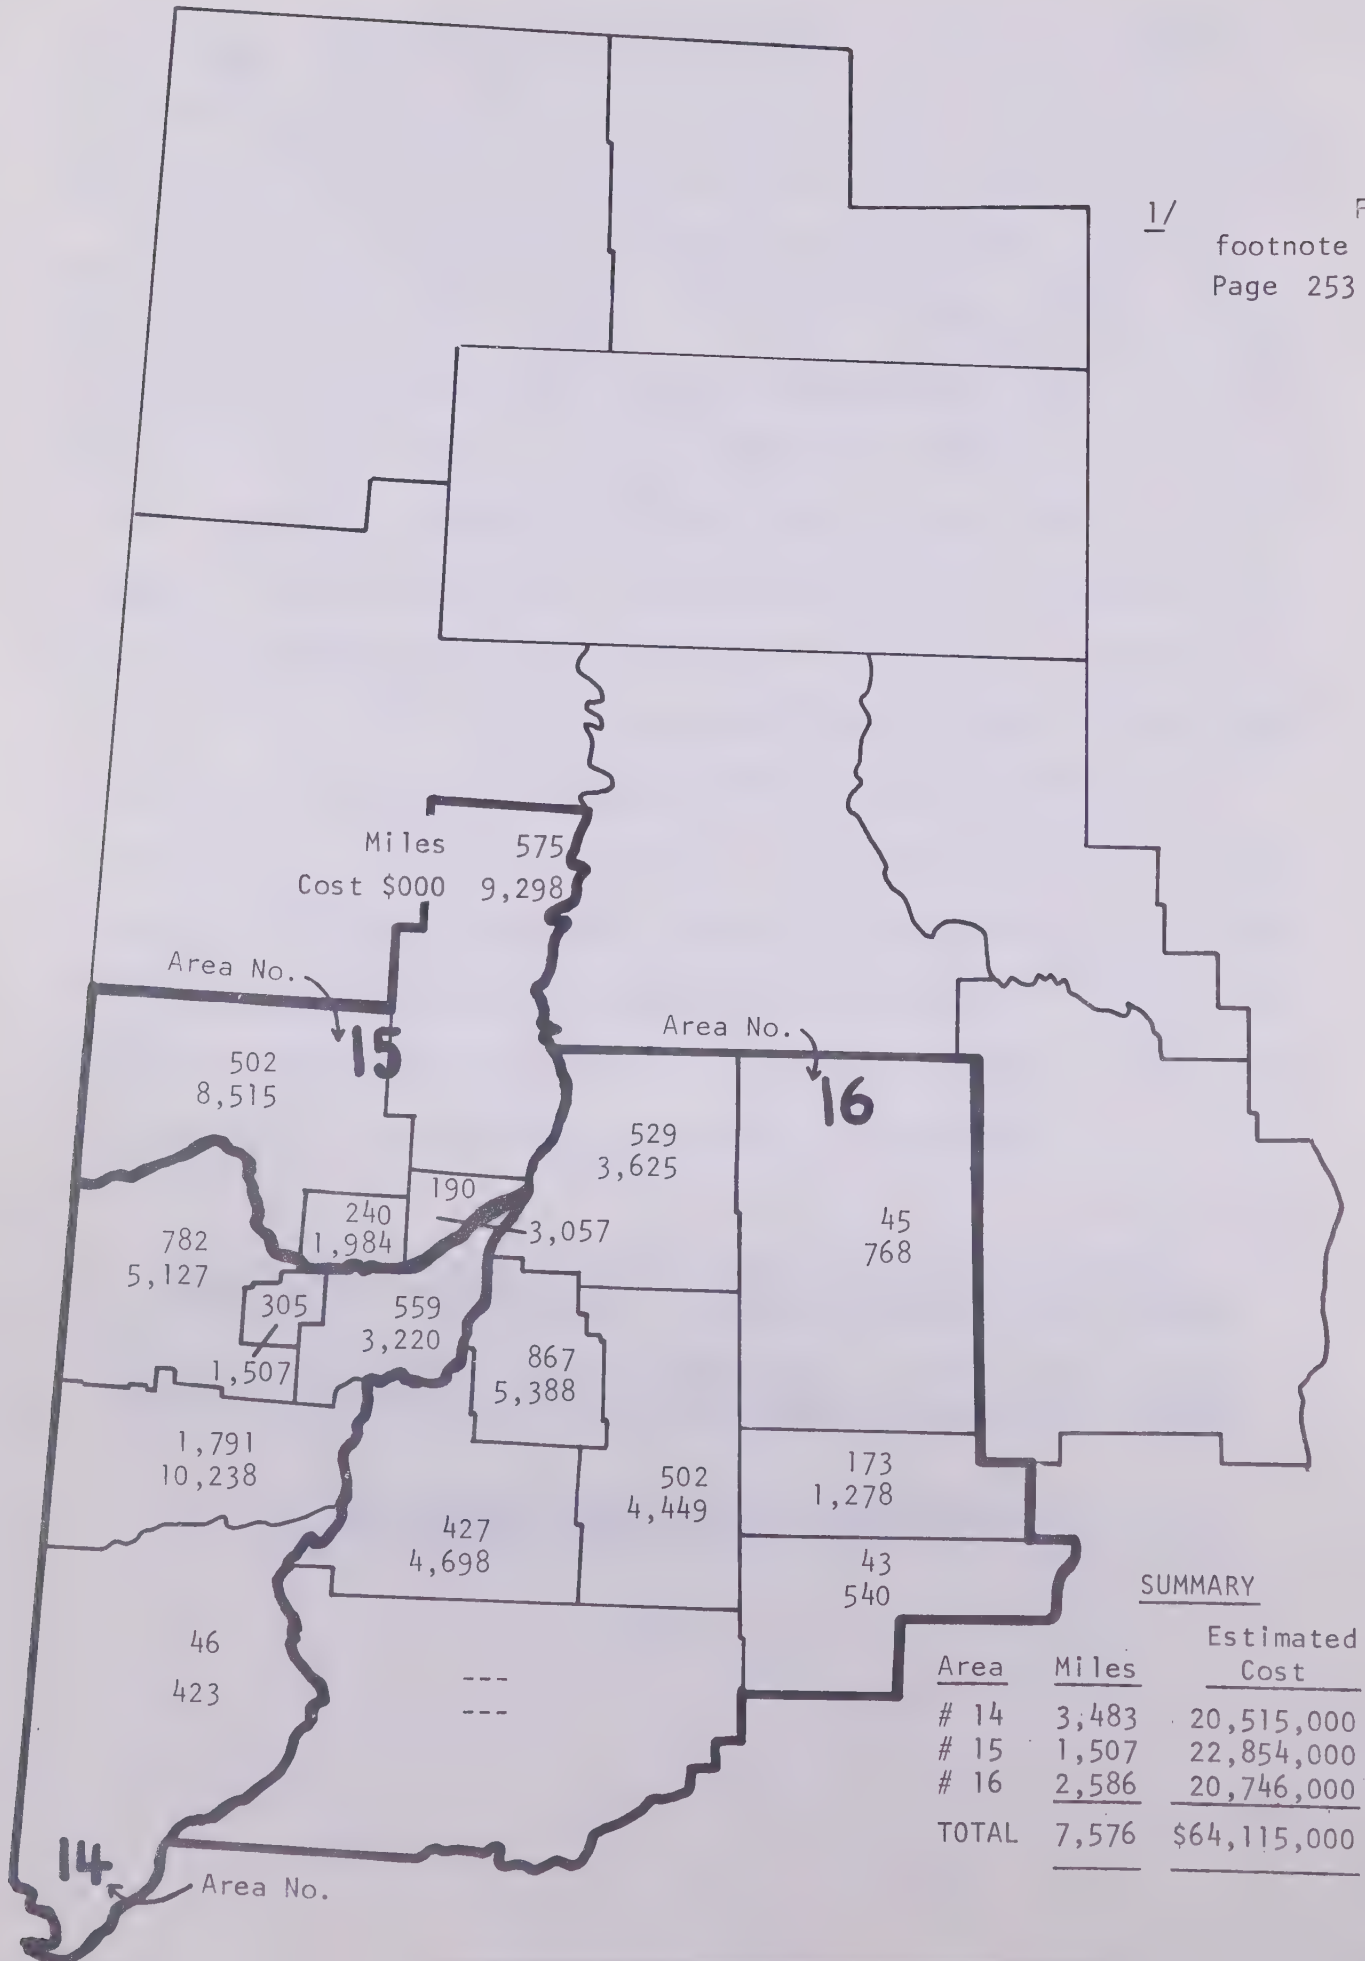 1/
footnote
Page 253
Miles 575
Cost $000 9,298
Area No.
15
502
8,515
Area No.
16
529
3,625
190
3,057
240
1,984
45
768
782
5,127
305
1,507
559
3,220
867
5,388
1,791
10,238
502
4,449
173
1,278
427
4,698
43
540
46
423
---
---
14
Area No.
SUMMARY
Estimated
Area Miles Cost
# 14 3,483 20,515,000
# 15 1,507 22,854,000
# 16 2,586 20,746,000
TOTAL 7,576 $64,115,000